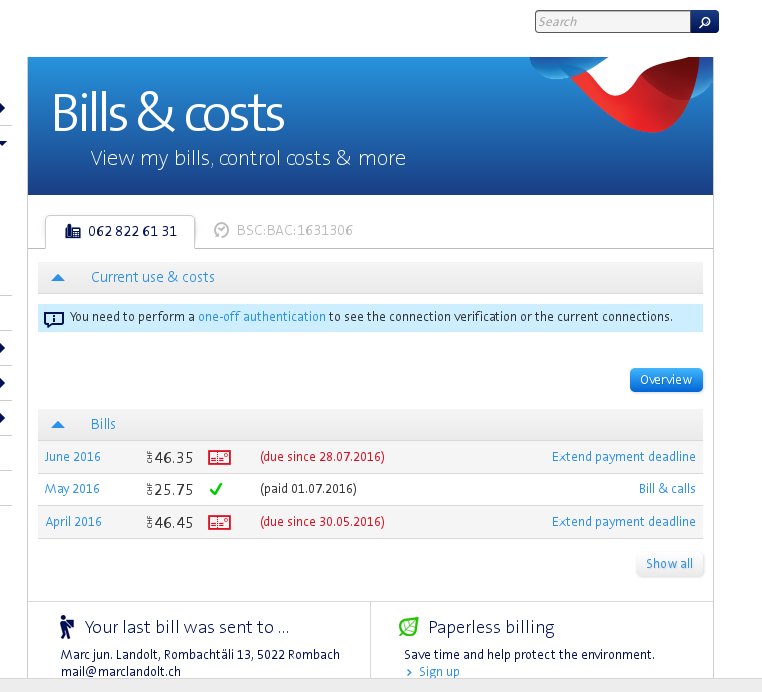 Search
Bills & costs
View my bills, control costs & more
062 822 61 31 BSC:BAC:1631306
Current use & costs
You need to perform a one-off authentication to see the connection verification or the current connections.
Overview
Bills
June 2016 CHF 46.35 (due since 28.07.2016) Extend payment deadline
May 2016 CHF 25.75 (paid 01.07.2016) Bill & calls
April 2016 CHF 46.45 (due since 30.05.2016) Extend payment deadline
Show all
Your last bill was sent to ...
Marc jun. Landolt, Rombachtäli 13, 5022 Rombach
mail@marclandolt.ch
Paperless billing
Save time and help protect the environment.
Sign up